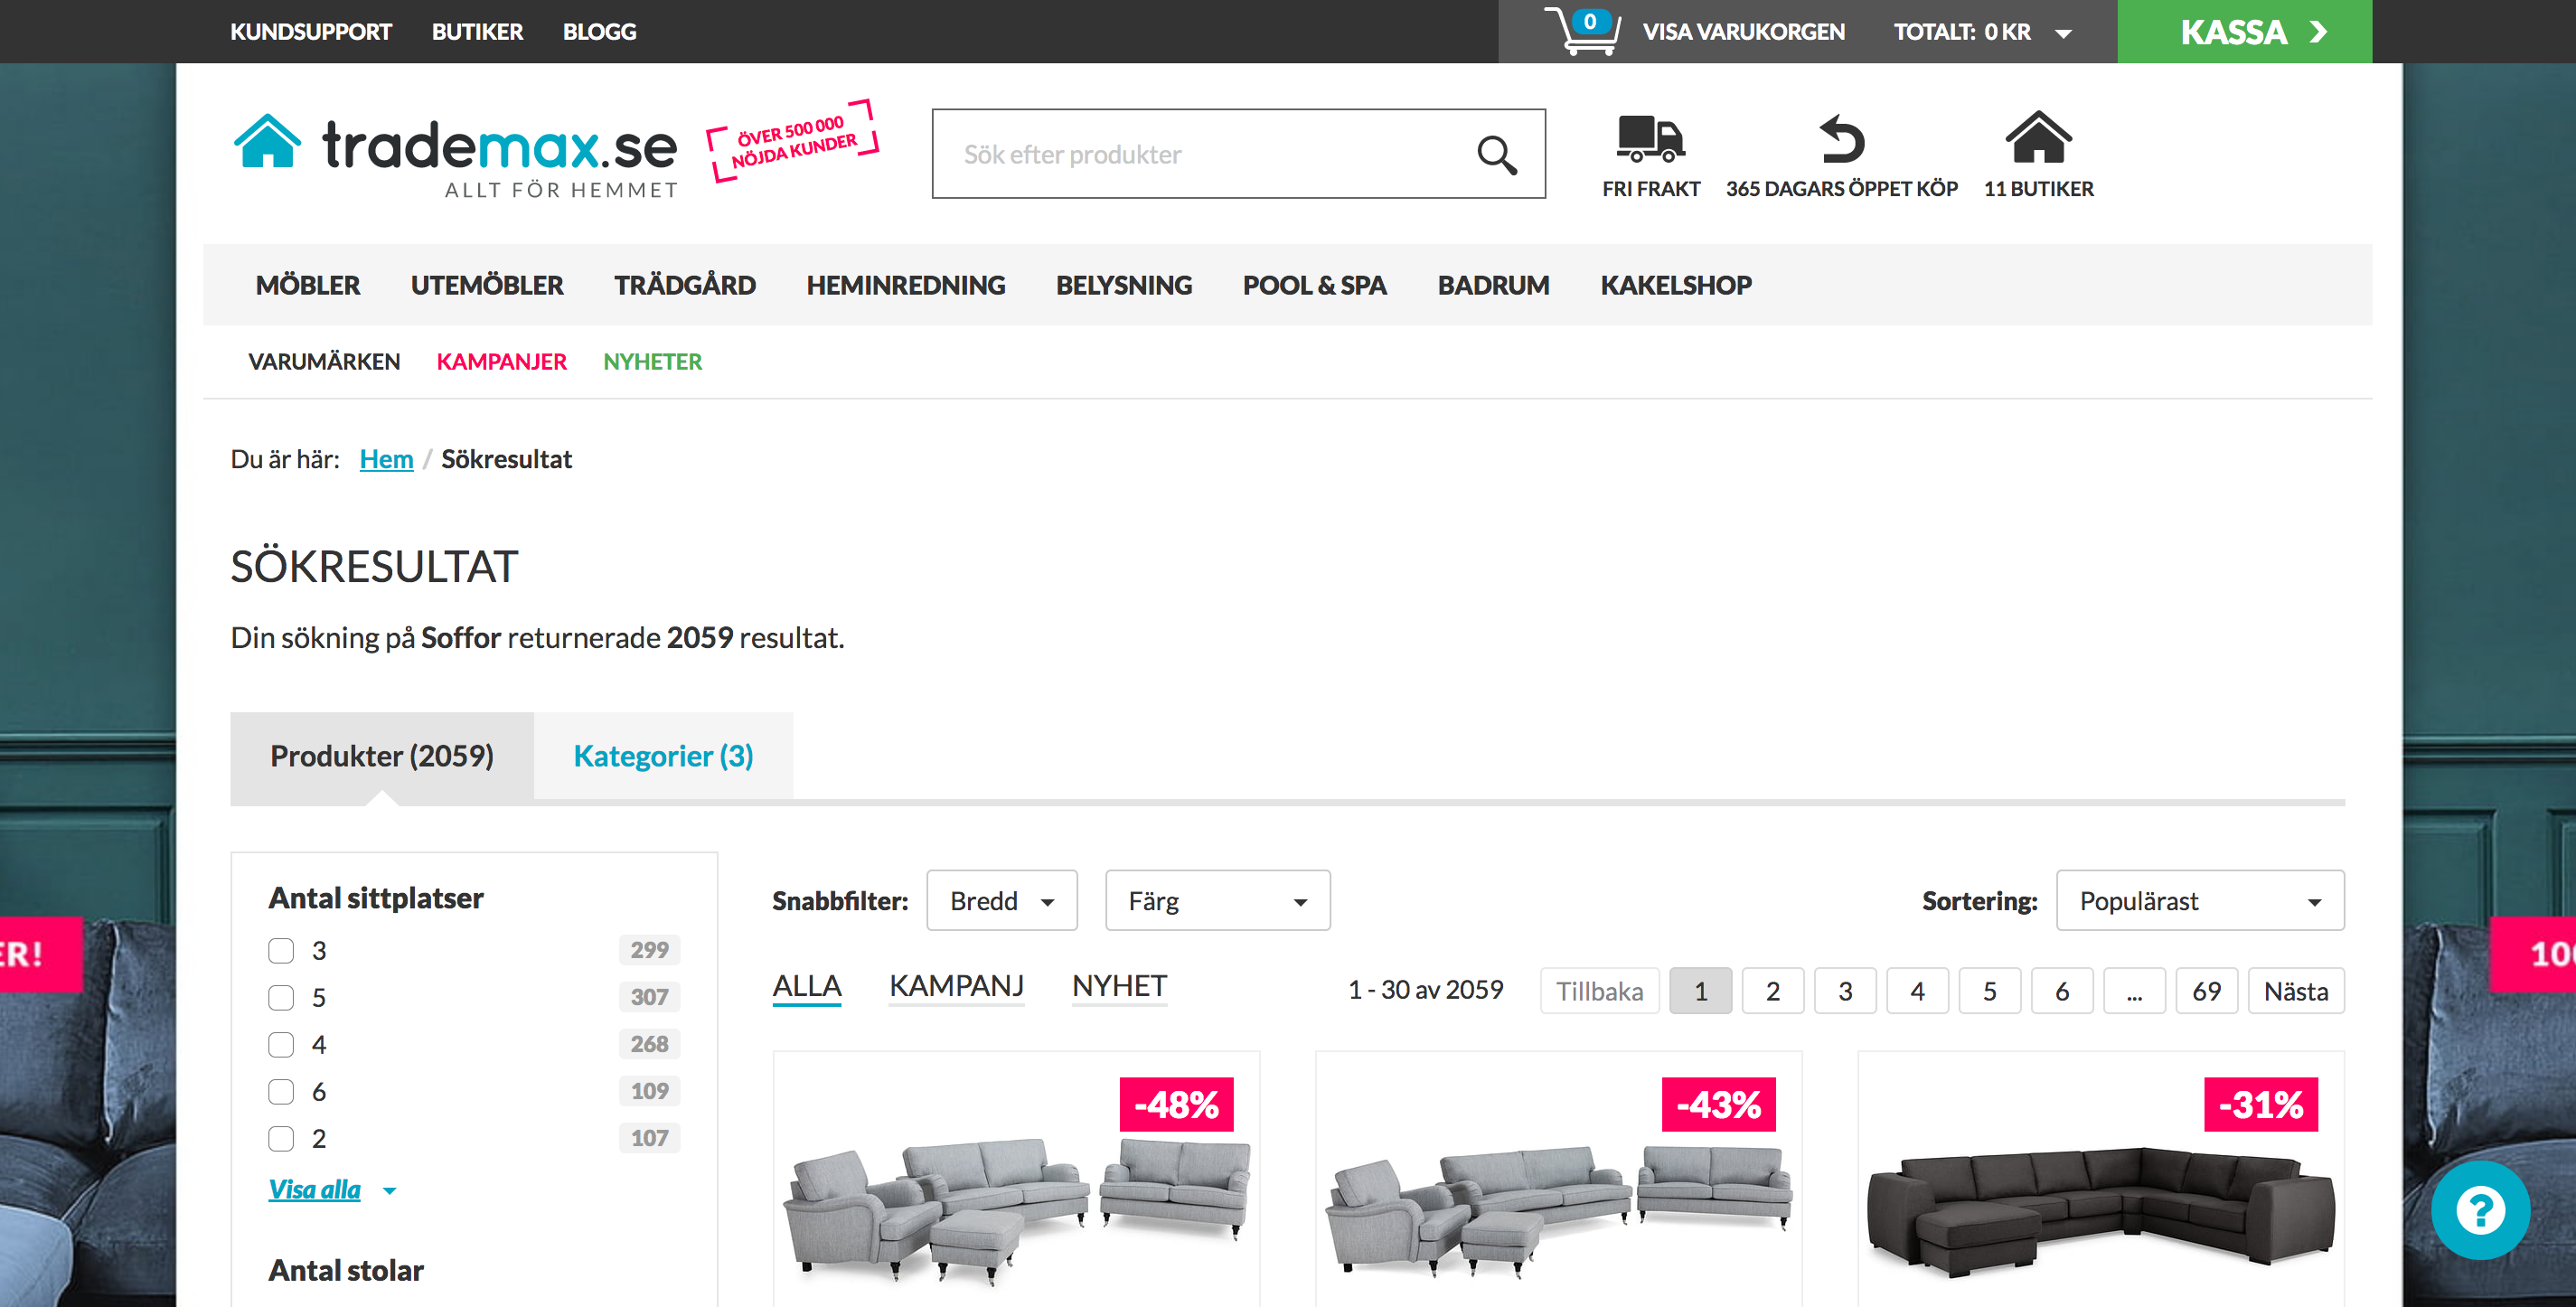 KUNDSUPPORT BUTIKER BLOGG 0 VISA VARUKORGEN TOTALT: 0 KR KASSA
trademax.se
ALLT FÖR HEMMET
ÖVER 500 000
NÖJDA KUNDER
Sök efter produkter
FRI FRAKT 365 DAGARS ÖPPET KÖP 11 BUTIKER
MÖBLER UTEMÖBLER TRÄDGÅRD HEMINREDNING BELYSNING POOL & SPA BADRUM KAKELSHOP
VARUMÄRKEN KAMPANJER NYHETER
Du är här: Hem / Sökresultat
SÖKRESULTAT
Din sökning på Soffor returnerade 2059 resultat.
Produkter (2059) Kategorier (3)
Antal sittplatser
3 299
5 307
4 268
6 109
2 107
Visa alla
Antal stolar
Snabbfilter: Bredd Färg Sortering: Populärast
ALLA KAMPANJ NYHET 1 - 30 av 2059 Tillbaka 1 2 3 4 5 6 ... 69 Nästa
-48% -43% -31%
ER!
10
?